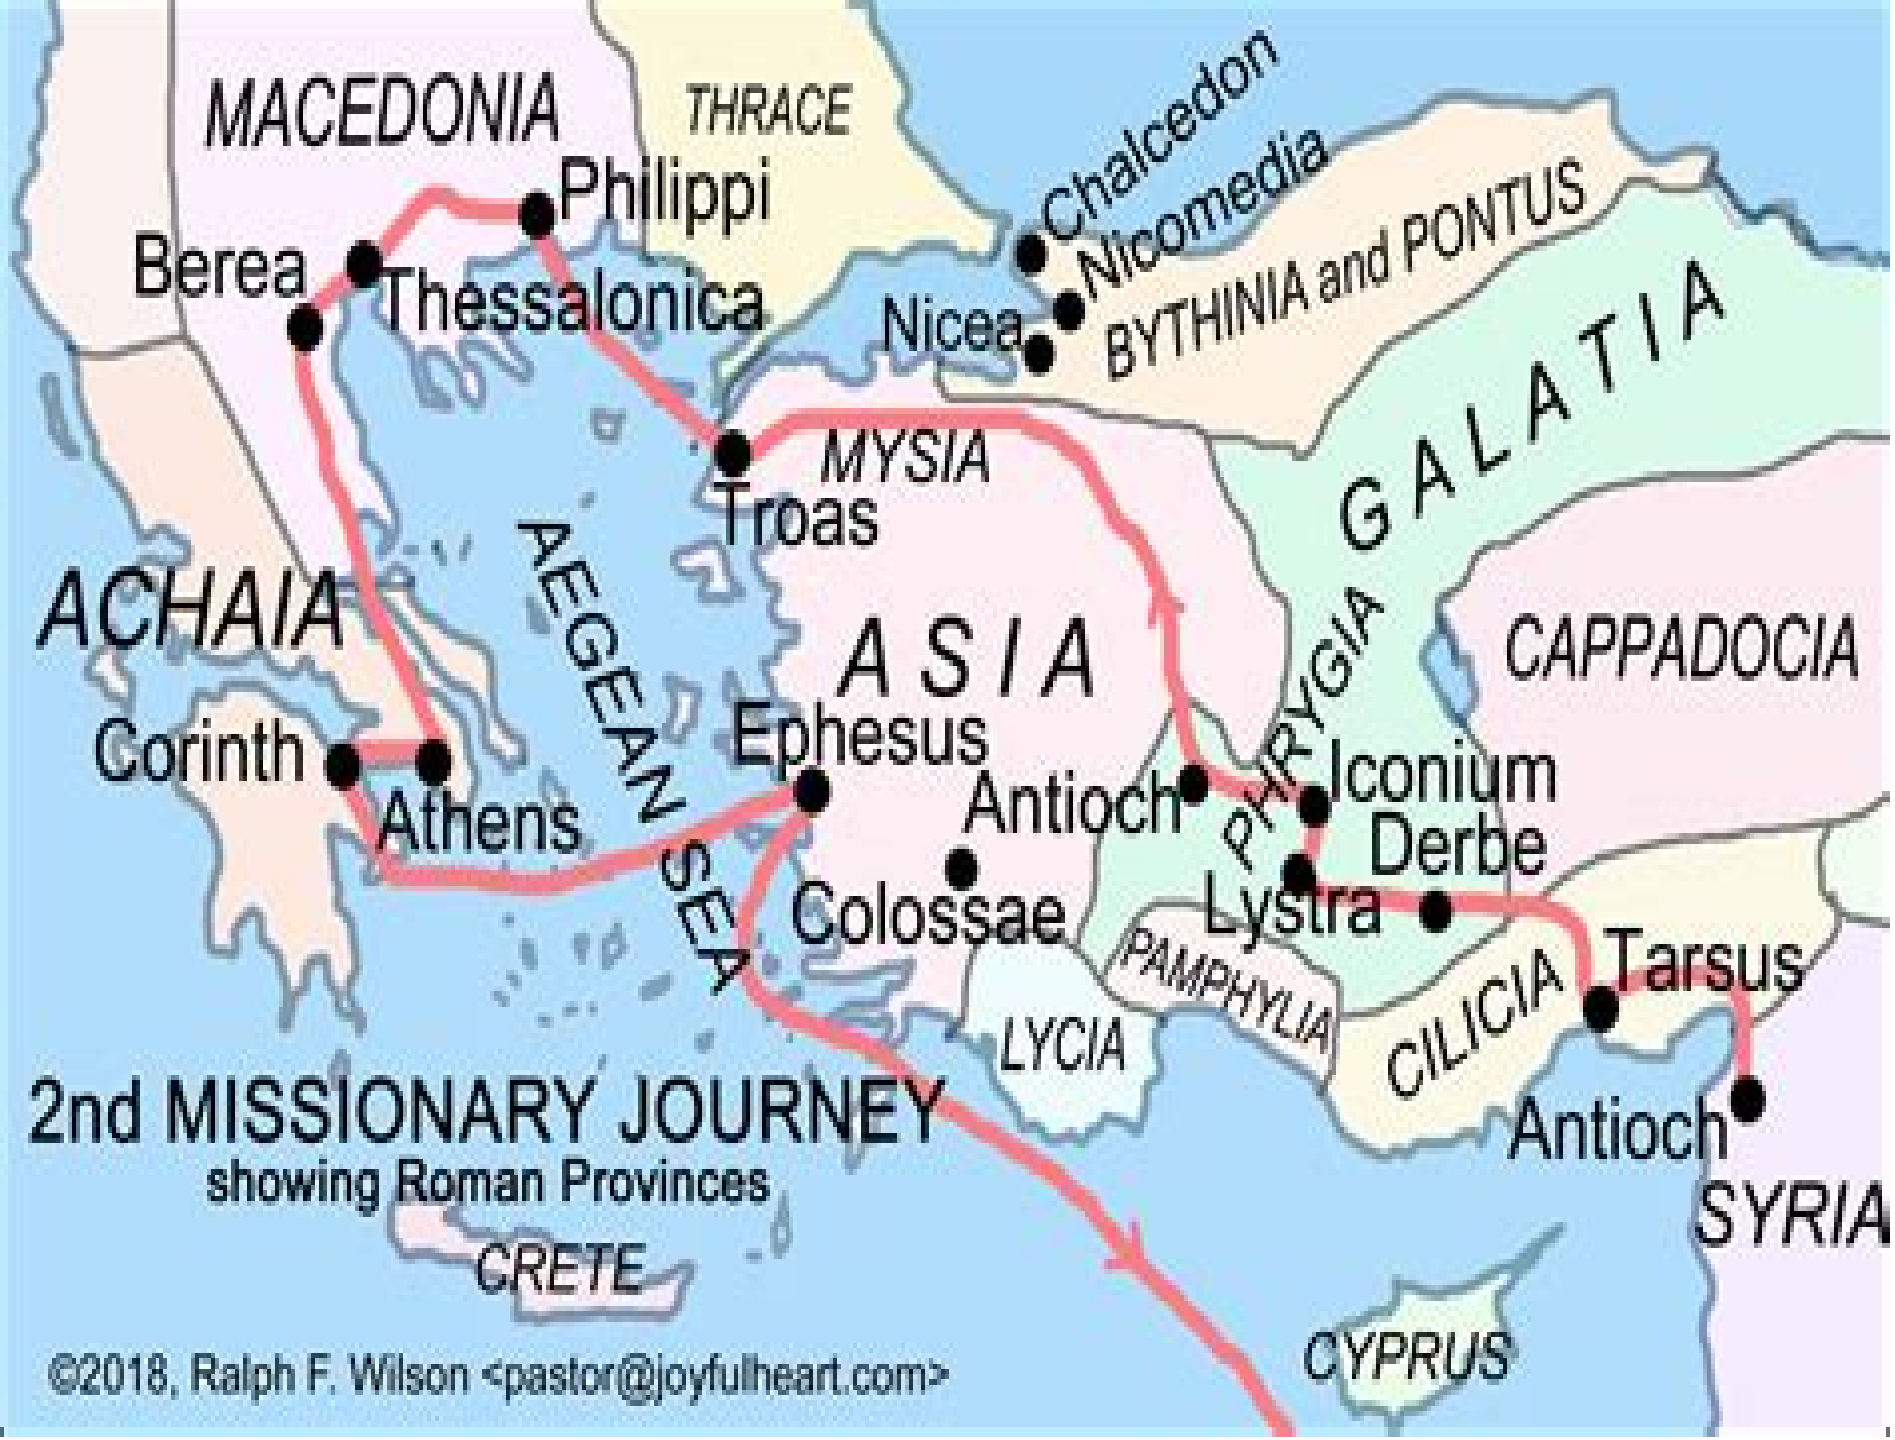 MACEDONIA
THRACE
Chalcedon
Nicomedia
Philippi
BYTHINIA and PONTUS
Berea
Thessalonica
Nicea
GALATIA
MYSIA
Troas
AEGEAN SEA
ACHAIA
ASIA
PHRYGIA
CAPPADOCIA
Corinth
Ephesus
Iconium
Antioch
Athens
Derbe
Colossae
Lystra
PAMPHYLIA
Tarsus
LYCIA
CILICIA
2nd MISSIONARY JOURNEY
Antioch
showing Roman Provinces
SYRIA
CRETE
CYPRUS
©2018, Ralph F. Wilson <pastor@joyfulheart.com>